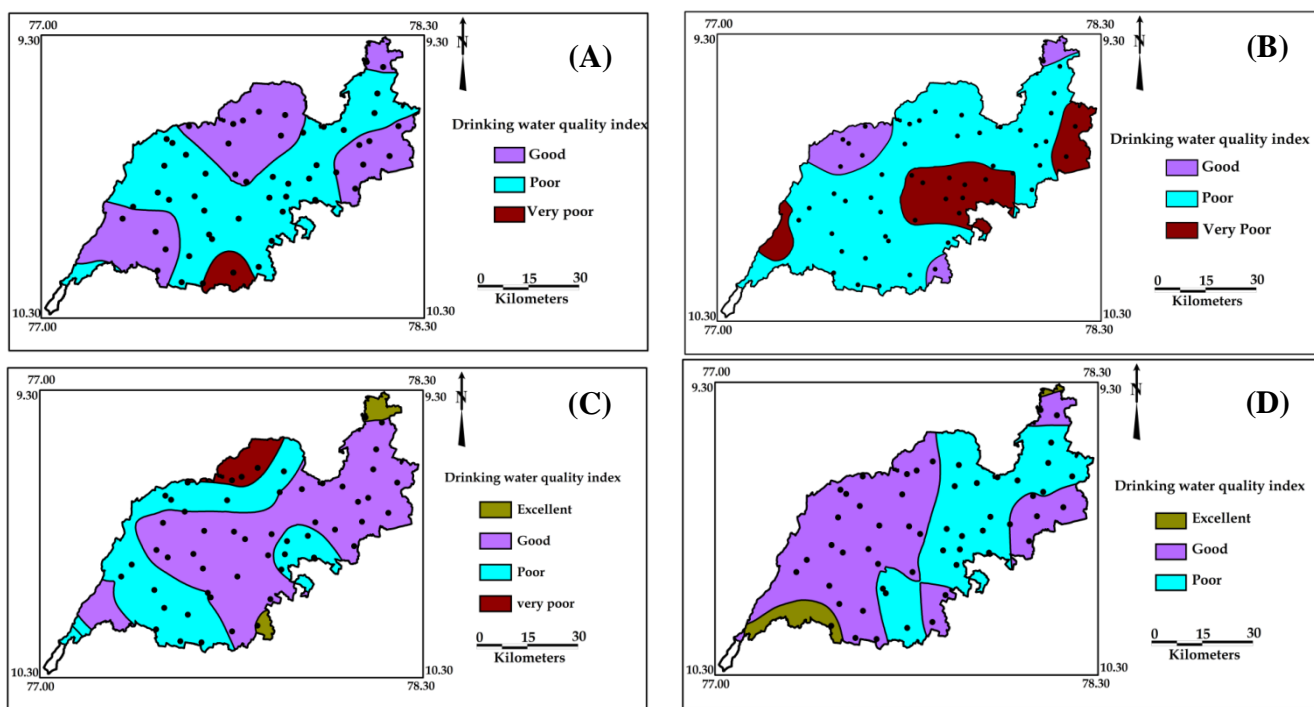 77.00
78.30
9.30
9.30
N
(A)
Drinking water quality index
Good
Poor
Very poor
0 15 30
Kilometers
10.30
10.30
77.00
78.30
77.00
78.30
9.30
9.30
N
(B)
Drinking water quality index
Good
Poor
Very Poor
0 15 30
Kilometers
10.30
10.30
77.00
78.30
77.00
78.30
9.30
9.30
N
(C)
Drinking water quality index
Excellent
Good
Poor
very poor
0 15 30
Kilometers
10.30
10.30
77.00
78.30
77.00
78.30
9.30
9.30
N
(D)
Drinking water quality index
Excellent
Good
Poor
0 15 30
Kilometers
10.30
10.30
77.00
78.30